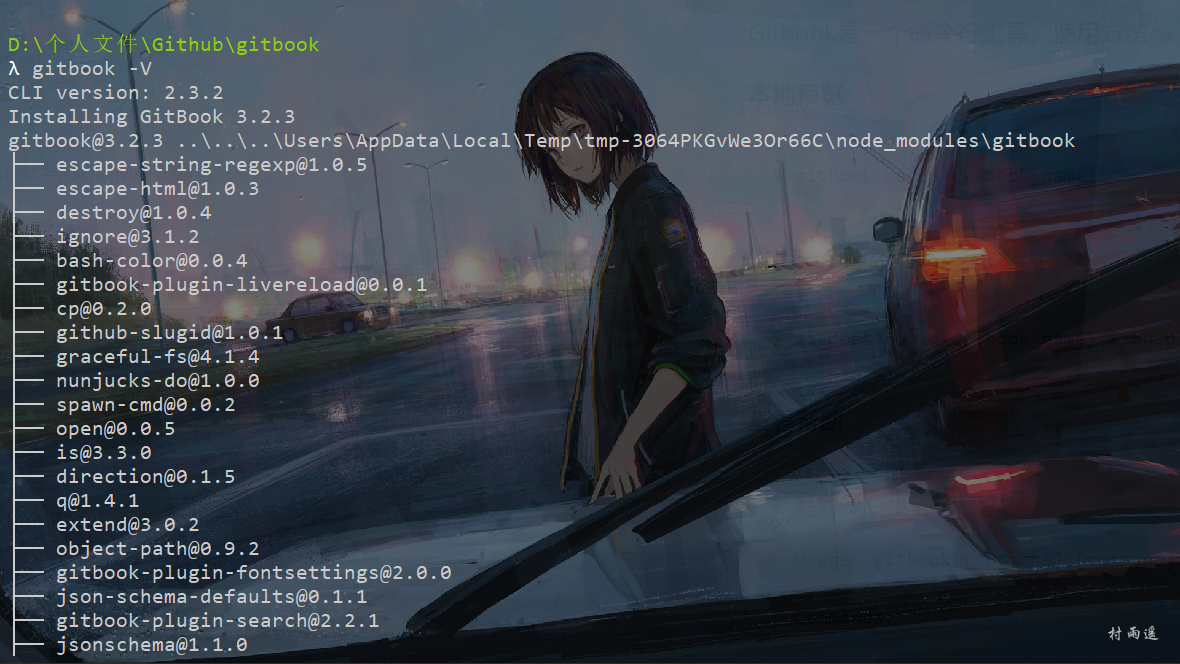 D:\个人文件\Github\gitbook
λ gitbook -V
CLI version: 2.3.2
Installing GitBook 3.2.3
gitbook@3.2.3 ..\..\..\Users\AppData\Local\Temp\tmp-3064PKGvWe3Or66C\node_modules\gitbook
├── escape-string-regexp@1.0.5
├── escape-html@1.0.3
├── destroy@1.0.4
├── ignore@3.1.2
├── bash-color@0.0.4
├── gitbook-plugin-livereload@0.0.1
├── cp@0.2.0
├── github-slugid@1.0.1
├── graceful-fs@4.1.4
├── nunjucks-do@1.0.0
├── spawn-cmd@0.0.2
├── open@0.0.5
├── is@3.3.0
├── direction@0.1.5
├── q@1.4.1
├── extend@3.0.2
├── object-path@0.9.2
├── gitbook-plugin-fontsettings@2.0.0
├── json-schema-defaults@0.1.1
├── gitbook-plugin-search@2.2.1
├── jsonschema@1.1.0
村雨遥